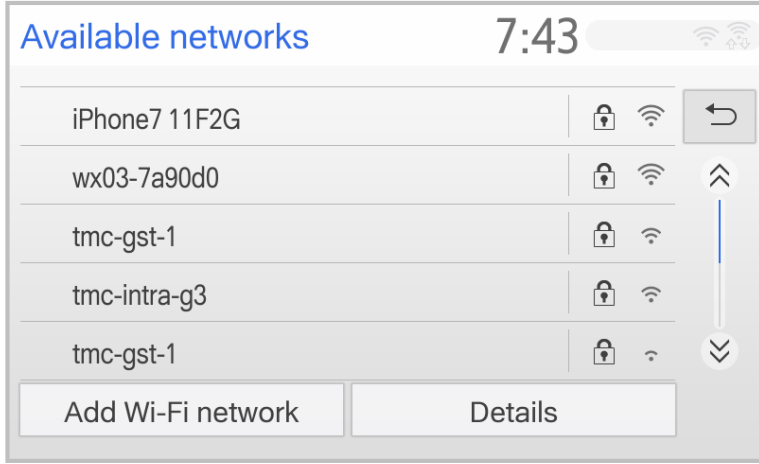 Available networks 7:43
iPhone7 11F2G
wx03-7a90d0
tmc-gst-1
tmc-intra-g3
tmc-gst-1
Add Wi-Fi network Details